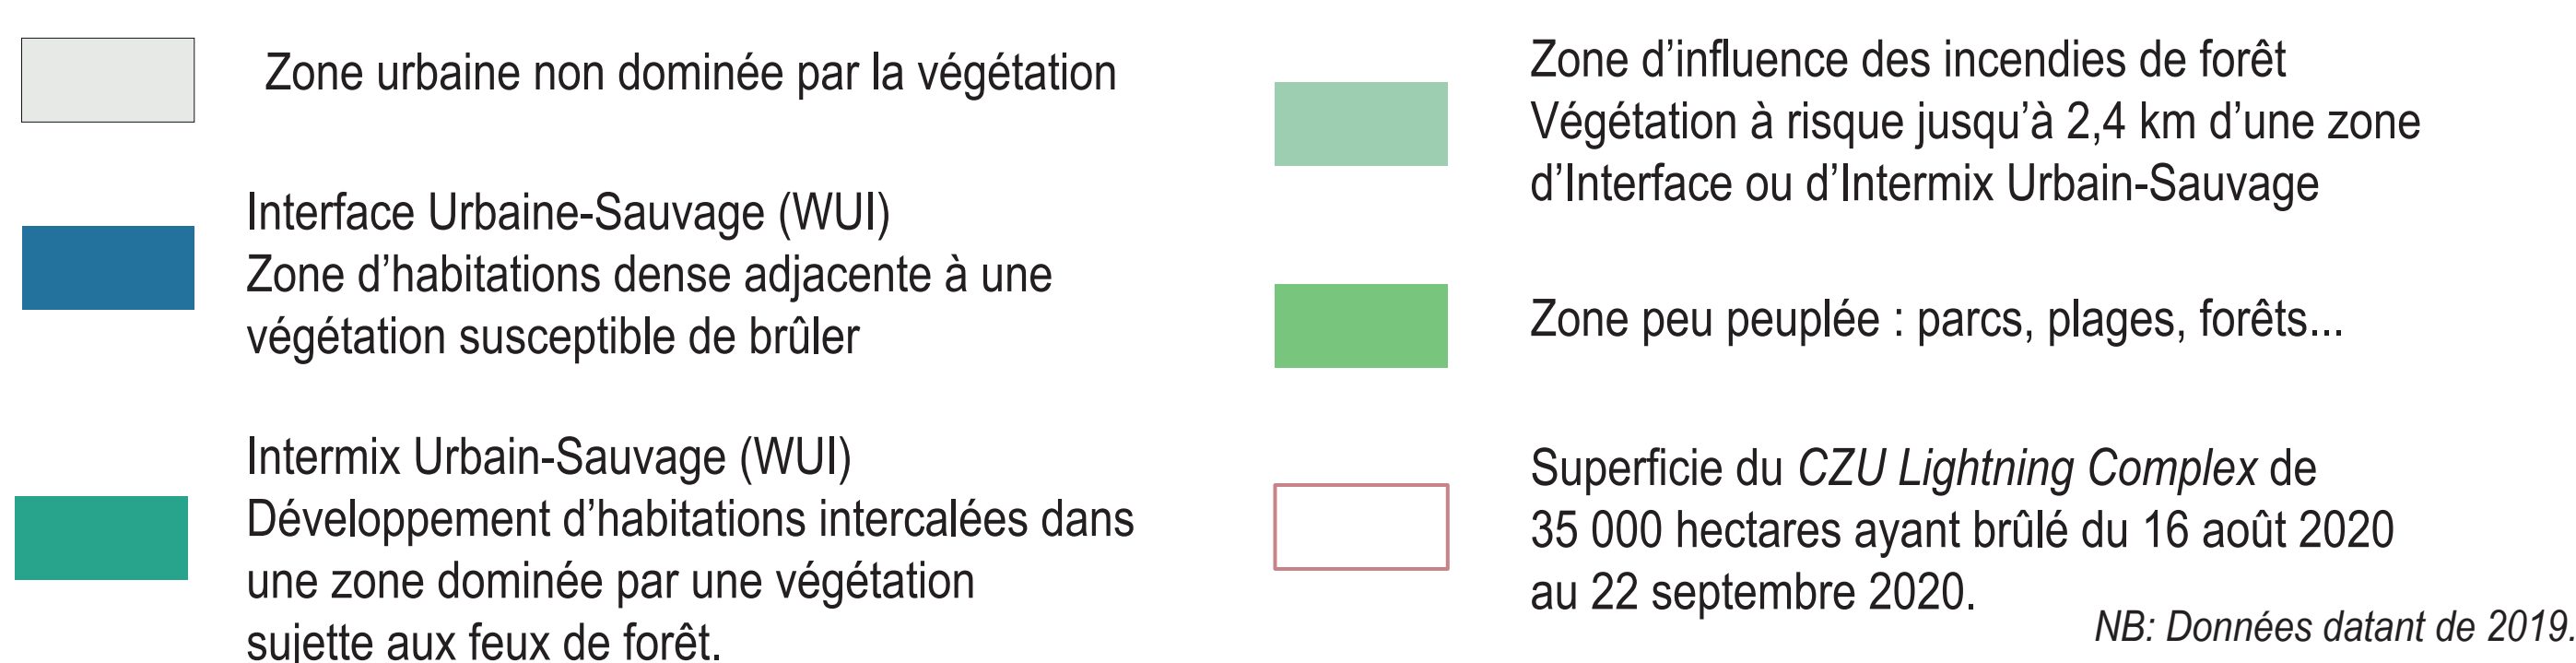 Zone urbaine non dominée par la végétation
Interface Urbaine-Sauvage (WUI)
Zone d'habitations dense adjacente à une
végétation susceptible de brûler
Intermix Urbain-Sauvage (WUI)
Développement d'habitations intercalées dans
une zone dominée par une végétation
sujette aux feux de forêt.
Zone d'influence des incendies de forêt
Végétation à risque jusqu'à 2,4 km d'une zone
d'Interface ou d'Intermix Urbain-Sauvage
Zone peu peuplée : parcs, plages, forêts...
Superficie du CZU Lightning Complex de
35 000 hectares ayant brûlé du 16 août 2020
au 22 septembre 2020.
NB: Données datant de 2019.